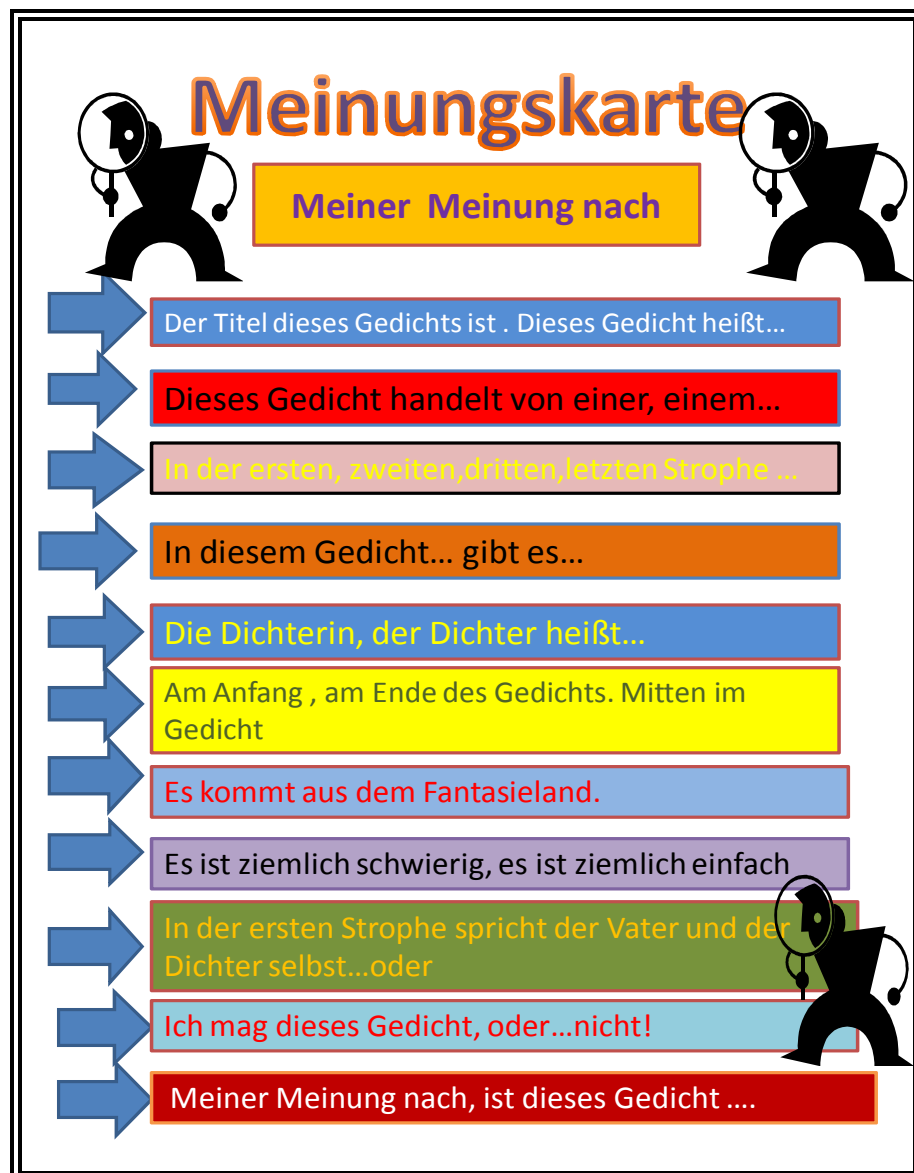 Meinungskarte
Meiner Meinung nach
Der Titel dieses Gedichts ist . Dieses Gedicht heißt...
Dieses Gedicht handelt von einer, einem...
In der ersten, zweiten,dritten,letzten Strophe ...
In diesem Gedicht... gibt es...
Die Dichterin, der Dichter heißt...
Am Anfang , am Ende des Gedichts. Mitten im
Gedicht
Es kommt aus dem Fantasieland.
Es ist ziemlich schwierig, es ist ziemlich einfach
In der ersten Strophe spricht der Vater und der
Dichter selbst...oder
Ich mag dieses Gedicht, oder...nicht!
Meiner Meinung nach, ist dieses Gedicht ....